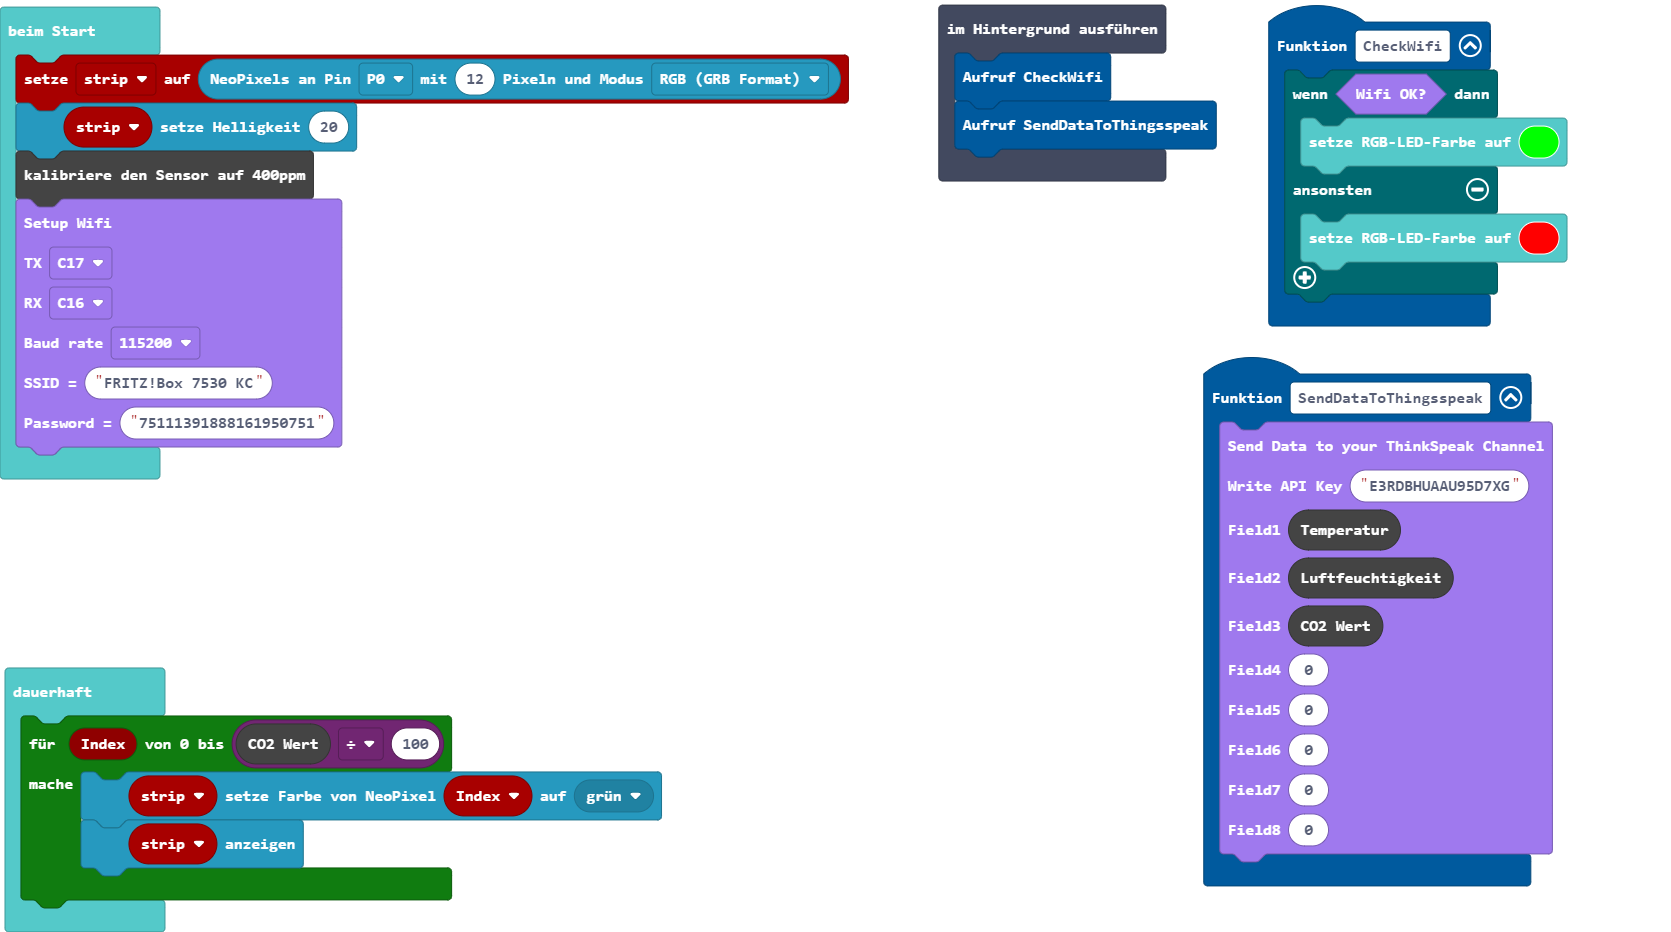 beim Start
setze strip auf NeoPixels an Pin P0 mit 12 Pixeln und Modus RGB (GRB Format)
strip setze Helligkeit 20
kalibriere den Sensor auf 400ppm
Setup Wifi
TX C17
RX C16
Baud rate 115200
SSID = "FRITZ!Box 7530 KC"
Password = "75111391888161950751"
dauerhaft
für Index von 0 bis CO2 Wert ÷ 100
mache strip setze Farbe von NeoPixel Index auf grün
strip anzeigen
im Hintergrund ausführen
Aufruf CheckWifi
Aufruf SendDataToThingsspeak
Funktion CheckWifi
wenn Wifi OK? dann
setze RGB-LED-Farbe auf
ansonsten
setze RGB-LED-Farbe auf
Funktion SendDataToThingsspeak
Send Data to your ThinkSpeak Channel
Write API Key "E3RDBHUAAU95D7XG"
Field1 Temperatur
Field2 Luftfeuchtigkeit
Field3 CO2 Wert
Field4 0
Field5 0
Field6 0
Field7 0
Field8 0